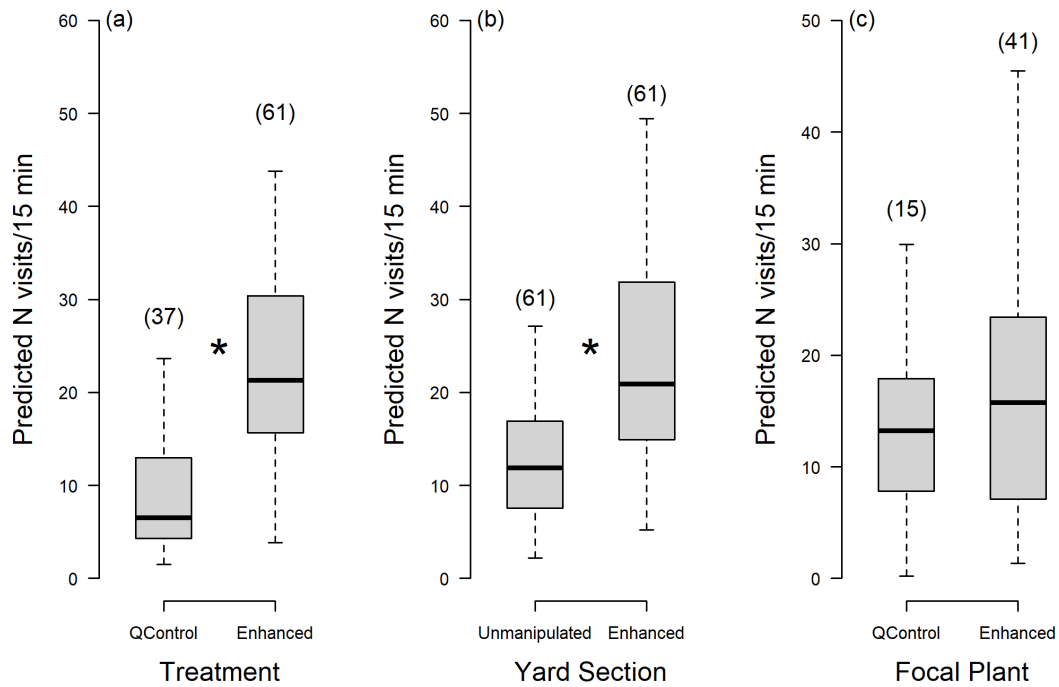 (a)
Predicted N visits/15 min
60
50
40
30
20
10
0
(37)
(61)
*
QControl
Enhanced
Treatment
(b)
Predicted N visits/15 min
60
50
40
30
20
10
0
(61)
(61)
*
Unmanipulated
Enhanced
Yard Section
(c)
Predicted N visits/15 min
50
40
30
20
10
0
(15)
(41)
QControl
Enhanced
Focal Plant